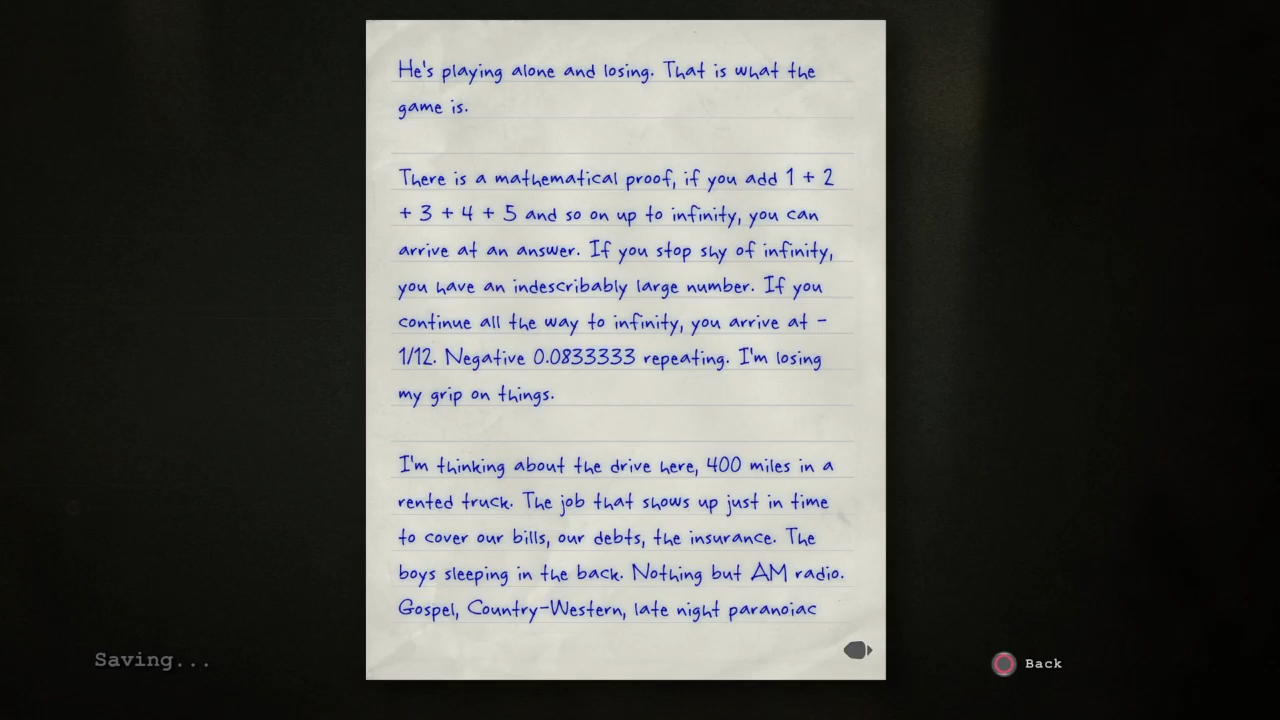 He's playing alone and losing. That is what the
game is.
There is a mathematical proof, if you add 1 + 2
+ 3 + 4 + 5 and so on up to infinity, you can
arrive at an answer. If you stop shy of infinity,
you have an indescribably large number. If you
continue all the way to infinity, you arrive at -
1/12. Negative 0.0833333 repeating. I'm losing
my grip on things.
I'm thinking about the drive here, 400 miles in a
rented truck. The job that shows up just in time
to cover our bills, our debts, the insurance. The
boys sleeping in the back. Nothing but AM radio.
Gospel, Country-Western, late night paranoiac
Saving...
Back